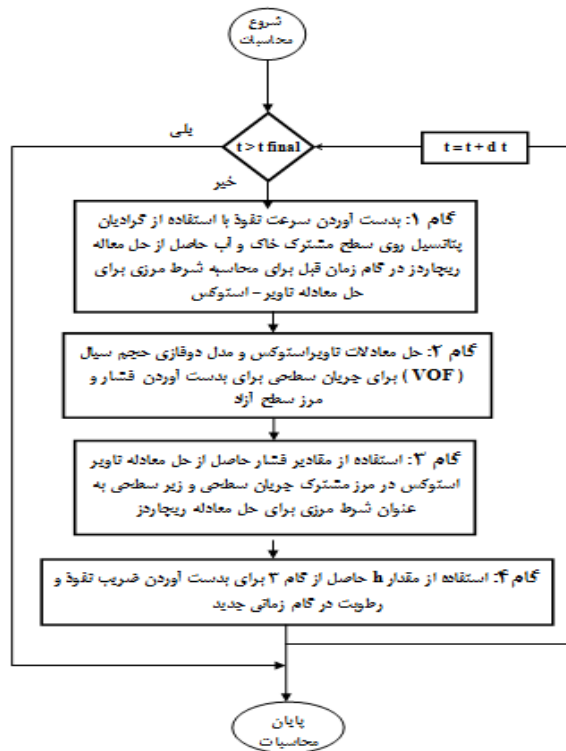 شروع
محاسبات
t > t final
بلی
t = t + d t
خیر
گام ۱: بدست آوردن سرعت نفوذ با استفاده از گرادیان
پتانسیل روی سطح مشترک خاک و آب حاصل از حل معاله
ریچاردز در گام زمان قبل برای محاسبه شرط مرزی برای
حل معادله ناویر – استوکس
گام ۲: حل معادلات ناویراستوکس و مدل دوفازی حجم سیال
( VOF ) برای جریان سطحی برای بدست آوردن فشار و
مرز سطح آزاد
گام ۳: استفاده از مقادیر فشار حاصل از حل معادله ناویر
استوکس در مرز مشترک جریان سطحی و زیر سطحی به
عنوان شرط مرزی برای حل معادله ریچاردز
گام ۴: استفاده از مقدار h حاصل از گام ۳ برای بدست آوردن ضریب نفوذ و
رطوبت در گام زمانی جدید
پایان
محاسبات